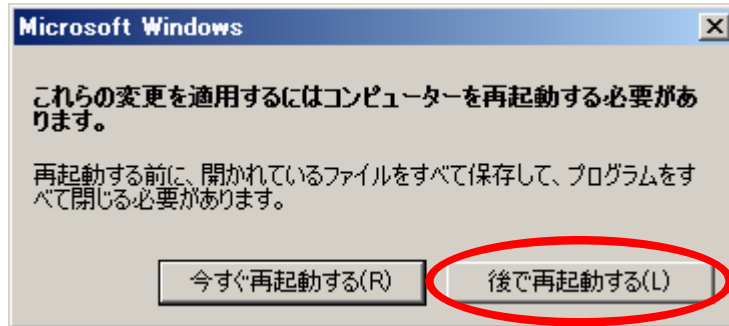 Microsoft Windows
これらの変更を適用するにはコンピューターを再起動する必要があ
ります。
再起動する前に、開かれているファイルをすべて保存して、プログラムをす
べて閉じる必要があります。
今すぐ再起動する(R)
後で再起動する(L)